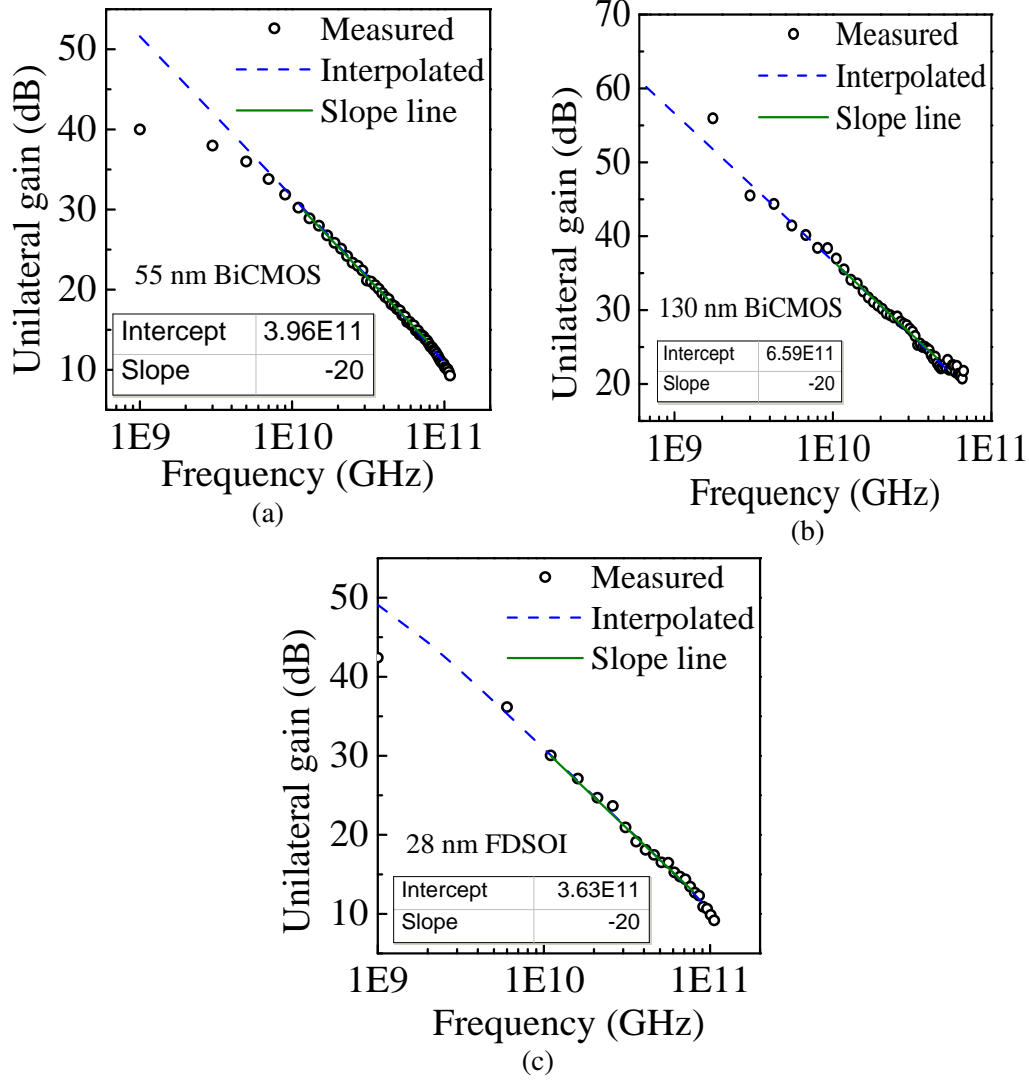 Unilateral gain (dB)
50
40
30
20
10
Measured
Interpolated
Slope line
55 nm BiCMOS
Intercept 3.96E11
Slope -20
1E9 1E10 1E11
Frequency (GHz)
(a)
Unilateral gain (dB)
70
60
50
40
30
20
Measured
Interpolated
Slope line
130 nm BiCMOS
Intercept 6.59E11
Slope -20
1E9 1E10 1E11
Frequency (GHz)
(b)
Unilateral gain (dB)
50
40
30
20
10
Measured
Interpolated
Slope line
28 nm FDSOI
Intercept 3.63E11
Slope -20
1E9 1E10 1E11
Frequency (GHz)
(c)